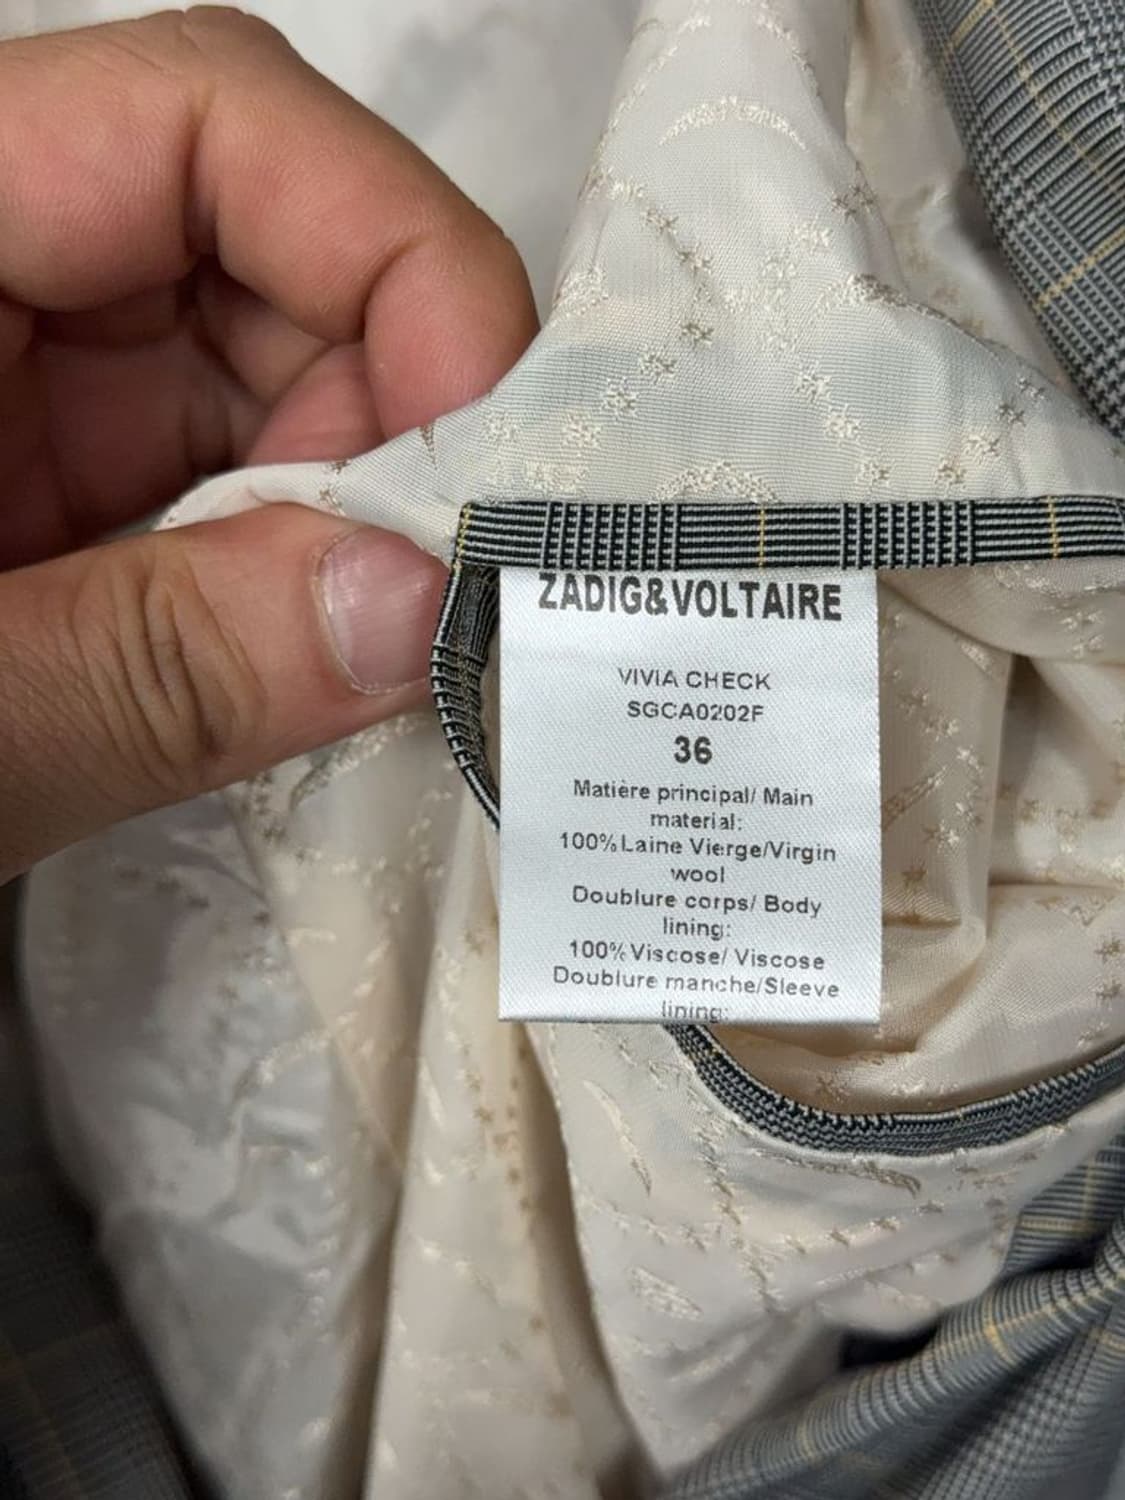 ZADIG&VOLTAIRE
VIVIA CHECK
SGCA0202F
36
Matière principal/ Main
material:
100% Laine Vierge/Virgin
wool
Doublure corps/ Body
lining:
100% Viscose/ Viscose
Doublure manche/Sleeve
lining: